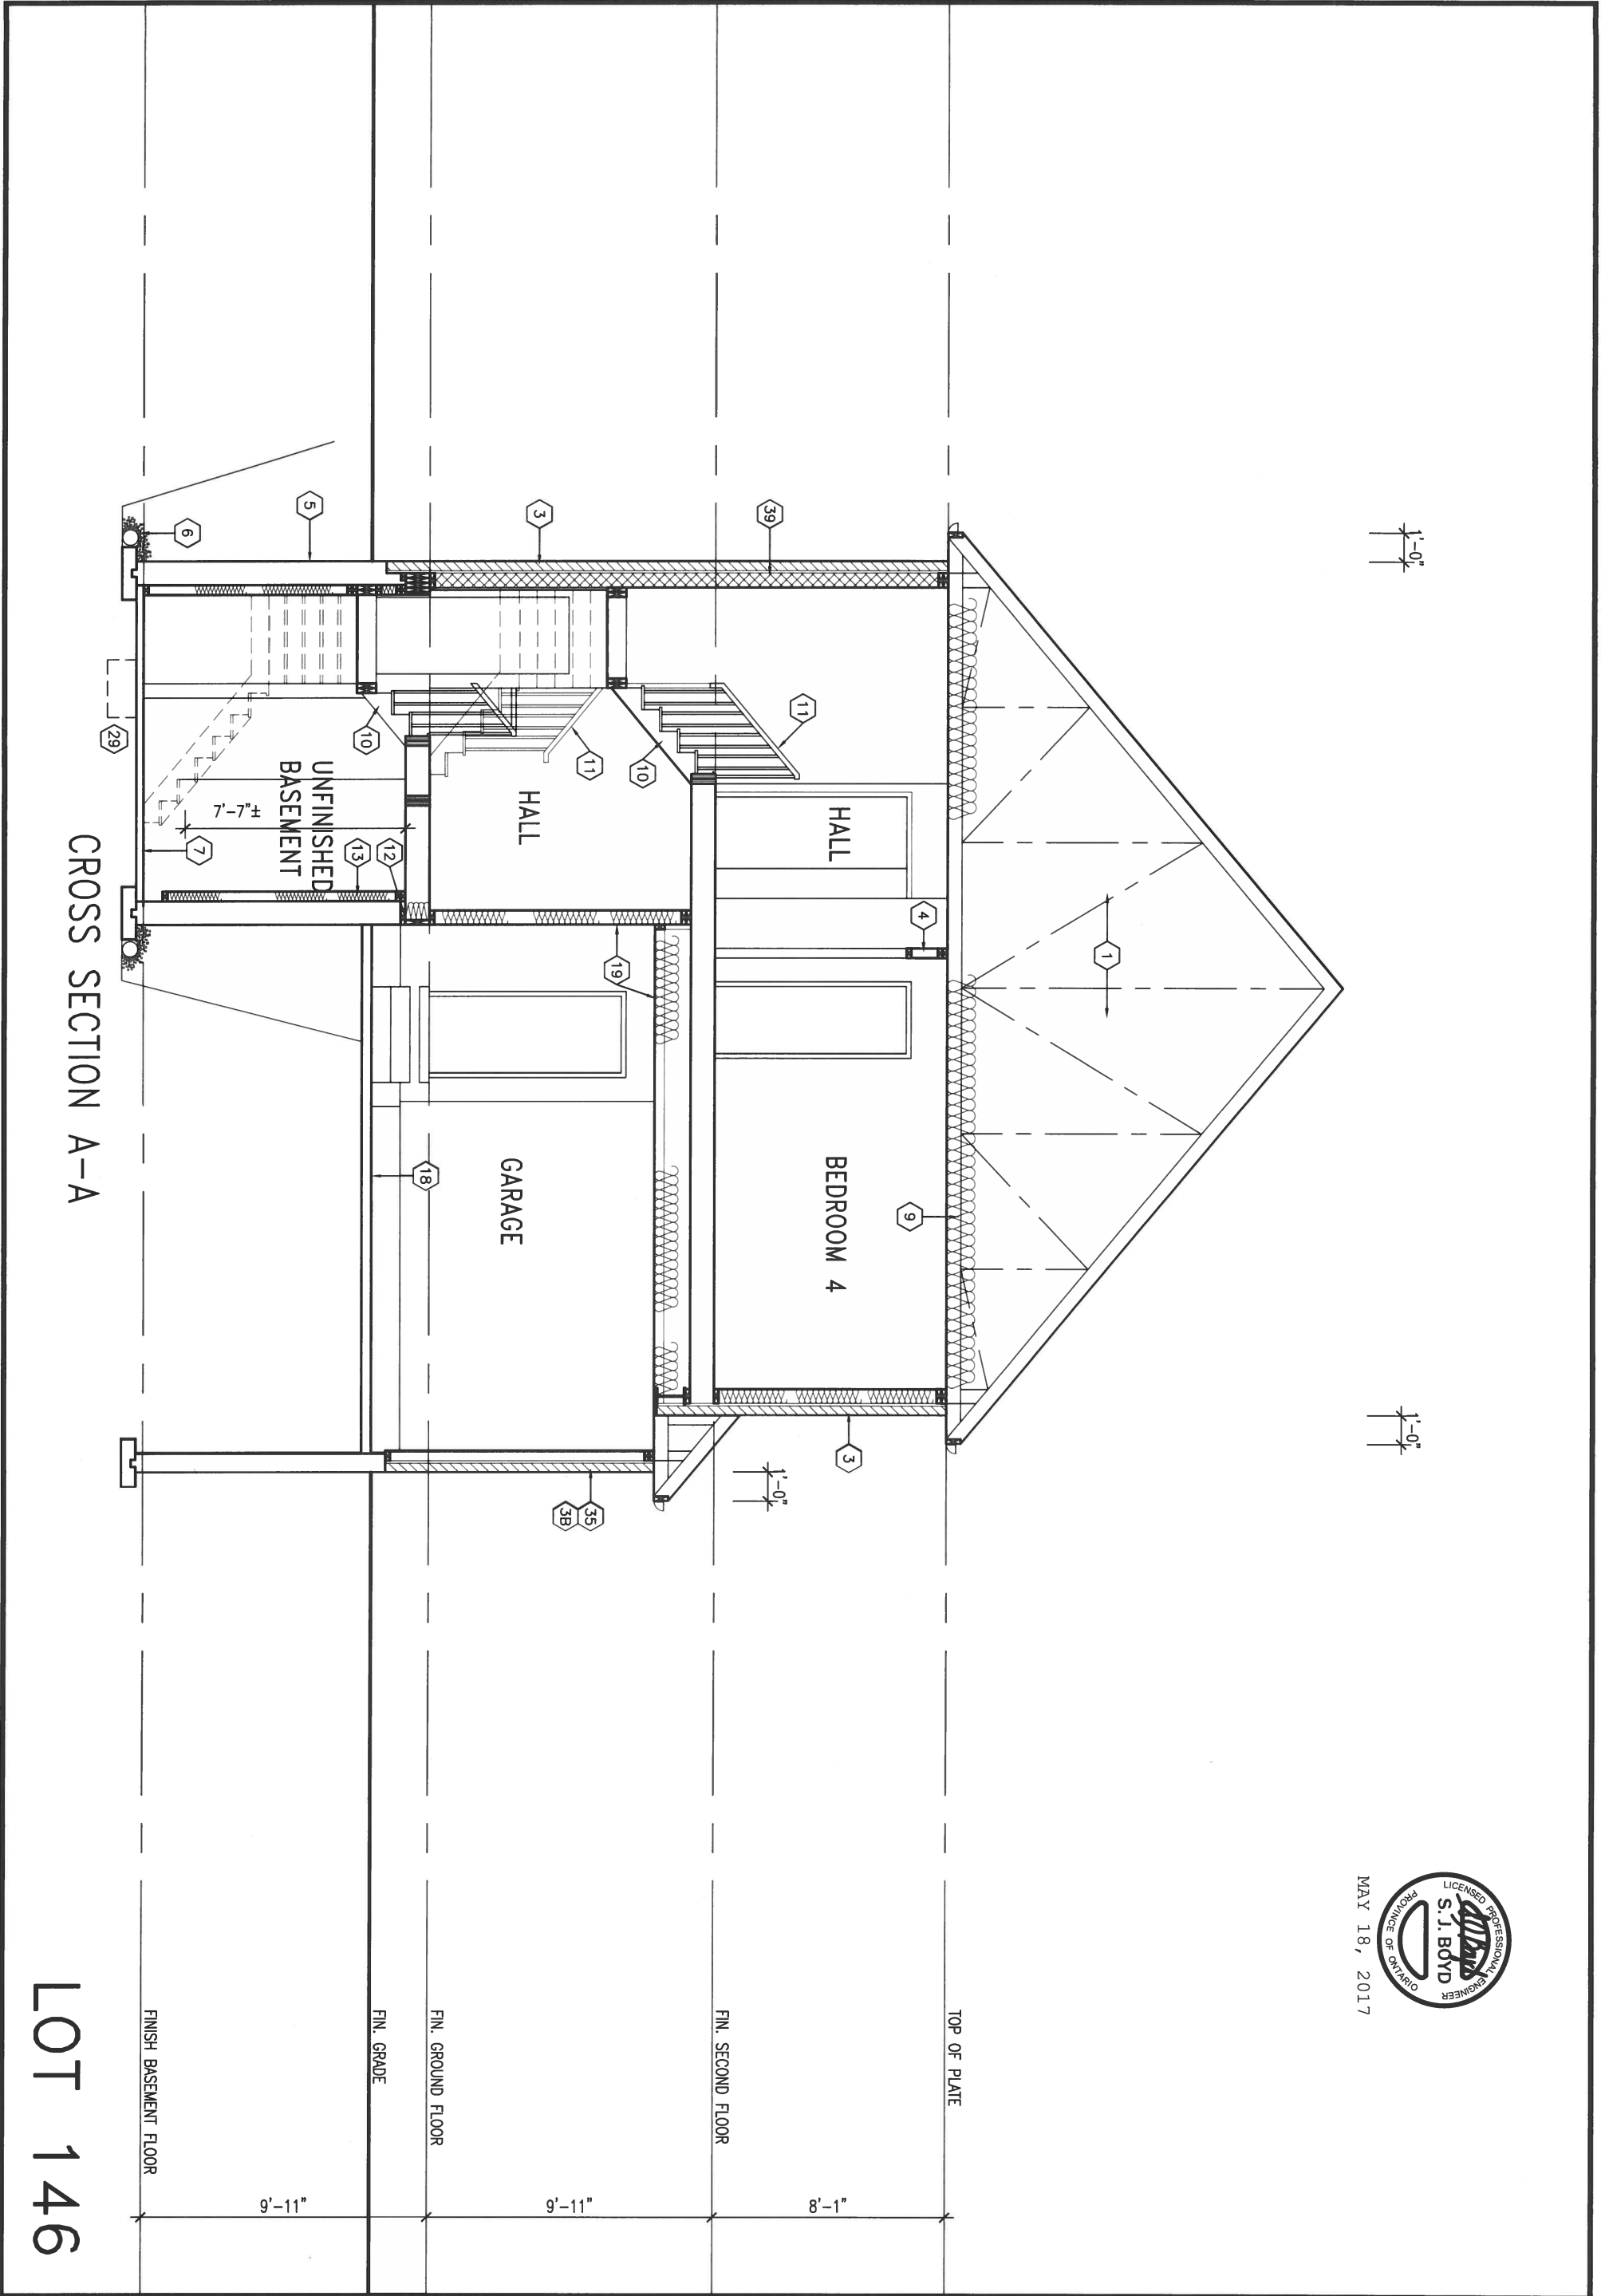 1'-0"
1'-0"
1'-0"
LICENSED PROFESSIONAL ENGINEER
S. J. BOYD
PROVINCE OF ONTARIO
MAY 18, 2017
1
TOP OF PLATE
9
4
39
11
HALL
BEDROOM 4
3
8'-1"
FIN. SECOND FLOOR
10
11
19
3
HALL
GARAGE
35
3B
9'-11"
FIN. GROUND FLOOR
18
FIN. GRADE
10
12
13
5
UNFINISHED
BASEMENT
7'-7"±
6
7
9'-11"
FINISH BASEMENT FLOOR
29
CROSS SECTION A-A
LOT 146